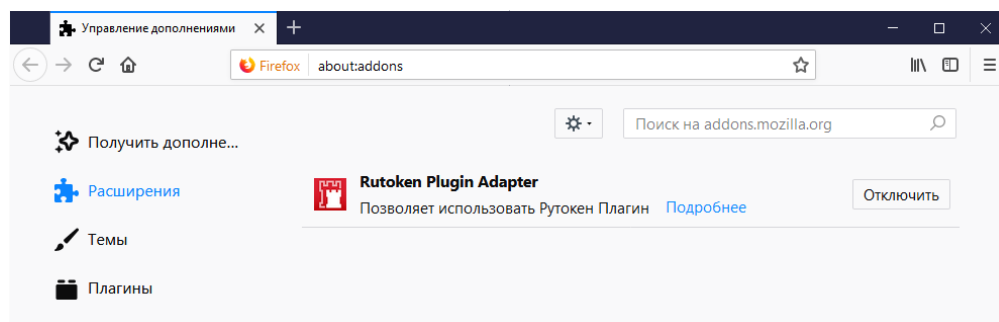 Управление дополнениями
Firefox about:addons
Получить дополне...
Поиск на addons.mozilla.org
Расширения
Rutoken Plugin Adapter
Позволяет использовать Рутокен Плагин Подробнее
Отключить
Темы
Плагины